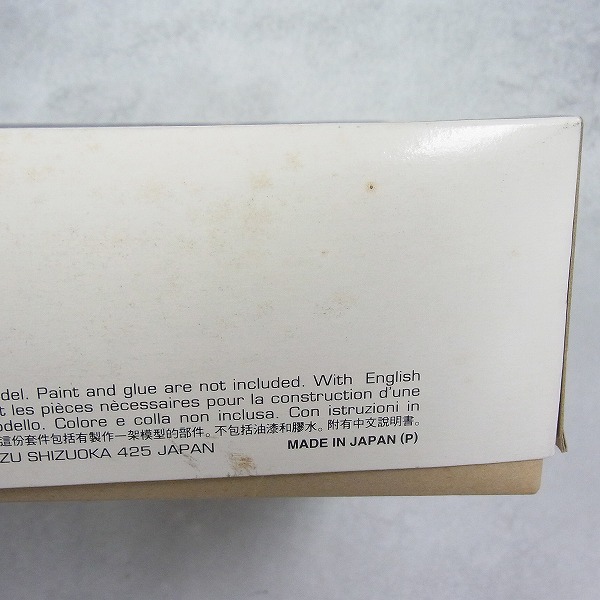 del. Paint and glue are not included. With English
t les pièces nècessaires pour la construction d'une
odello. Colore e colla non inclusa. Con istruzioni in
這份套件包括有製作一架模型的部件。不包括油漆和膠水。附有中文說明書。
ZU SHIZUOKA 425 JAPAN MADE IN JAPAN (P)